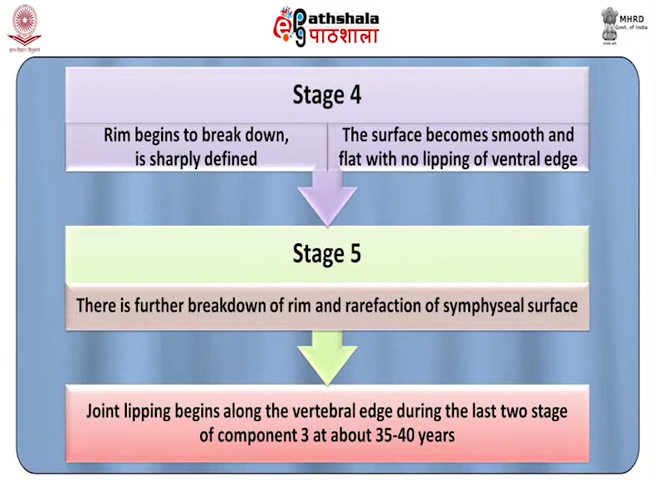 Pathshala
पाठशाला
MHRD
Govt. of India
Stage 4
Rim begins to break down,
is sharply defined
The surface becomes smooth and
flat with no lipping of ventral edge
Stage 5
There is further breakdown of rim and rarefaction of symphyseal surface
Joint lipping begins along the vertebral edge during the last two stage
of component 3 at about 35-40 years